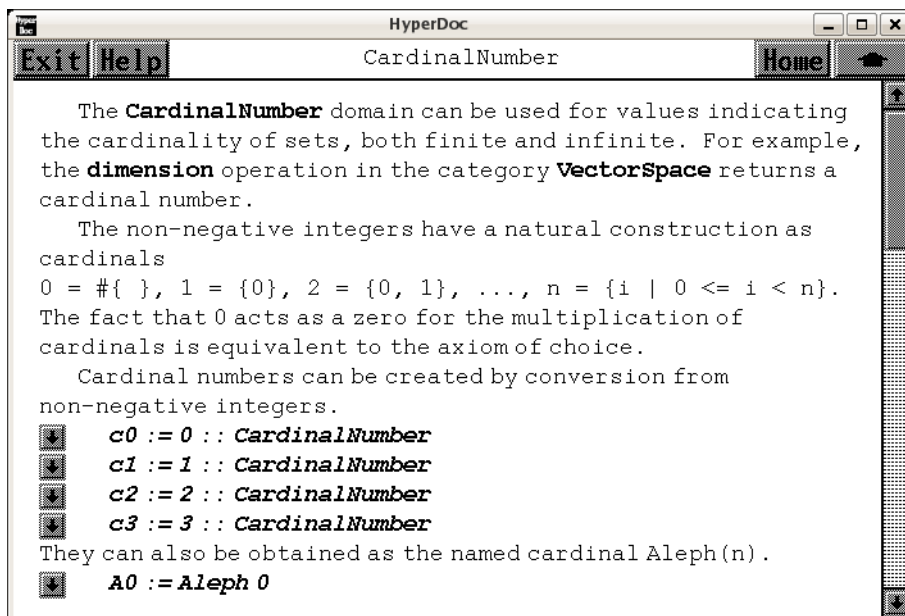 Hyper Doc
HyperDoc
Exit Help CardinalNumber Home
The CardinalNumber domain can be used for values indicating
the cardinality of sets, both finite and infinite. For example,
the dimension operation in the category VectorSpace returns a
cardinal number.
The non-negative integers have a natural construction as
cardinals
0 = #{ }, 1 = {0}, 2 = {0, 1}, ..., n = {i | 0 <= i < n}.
The fact that 0 acts as a zero for the multiplication of
cardinals is equivalent to the axiom of choice.
Cardinal numbers can be created by conversion from
non-negative integers.
c0 := 0 :: CardinalNumber
c1 := 1 :: CardinalNumber
c2 := 2 :: CardinalNumber
c3 := 3 :: CardinalNumber
They can also be obtained as the named cardinal Aleph(n).
A0 := Aleph 0